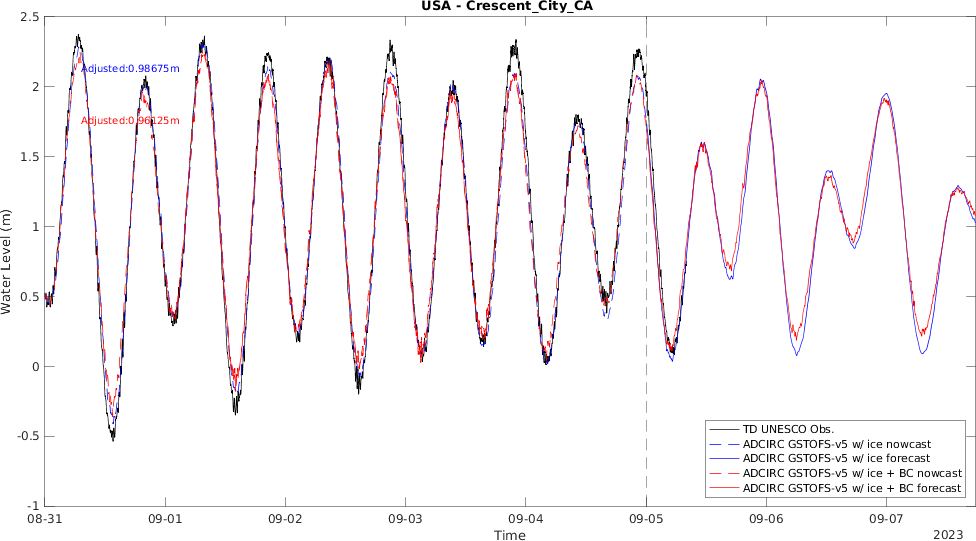 USA - Crescent_City_CA
2.5
2
1.5
1
0.5
0
-0.5
-1
Water Level (m)
Adjusted:0.98675m
Adjusted:0.96125m
TD UNESCO Obs.
ADCIRC GSTOFS-v5 w/ ice nowcast
ADCIRC GSTOFS-v5 w/ ice forecast
ADCIRC GSTOFS-v5 w/ ice + BC nowcast
ADCIRC GSTOFS-v5 w/ ice + BC forecast
08-31 09-01 09-02 09-03 09-04 09-05 09-06 09-07
Time
2023